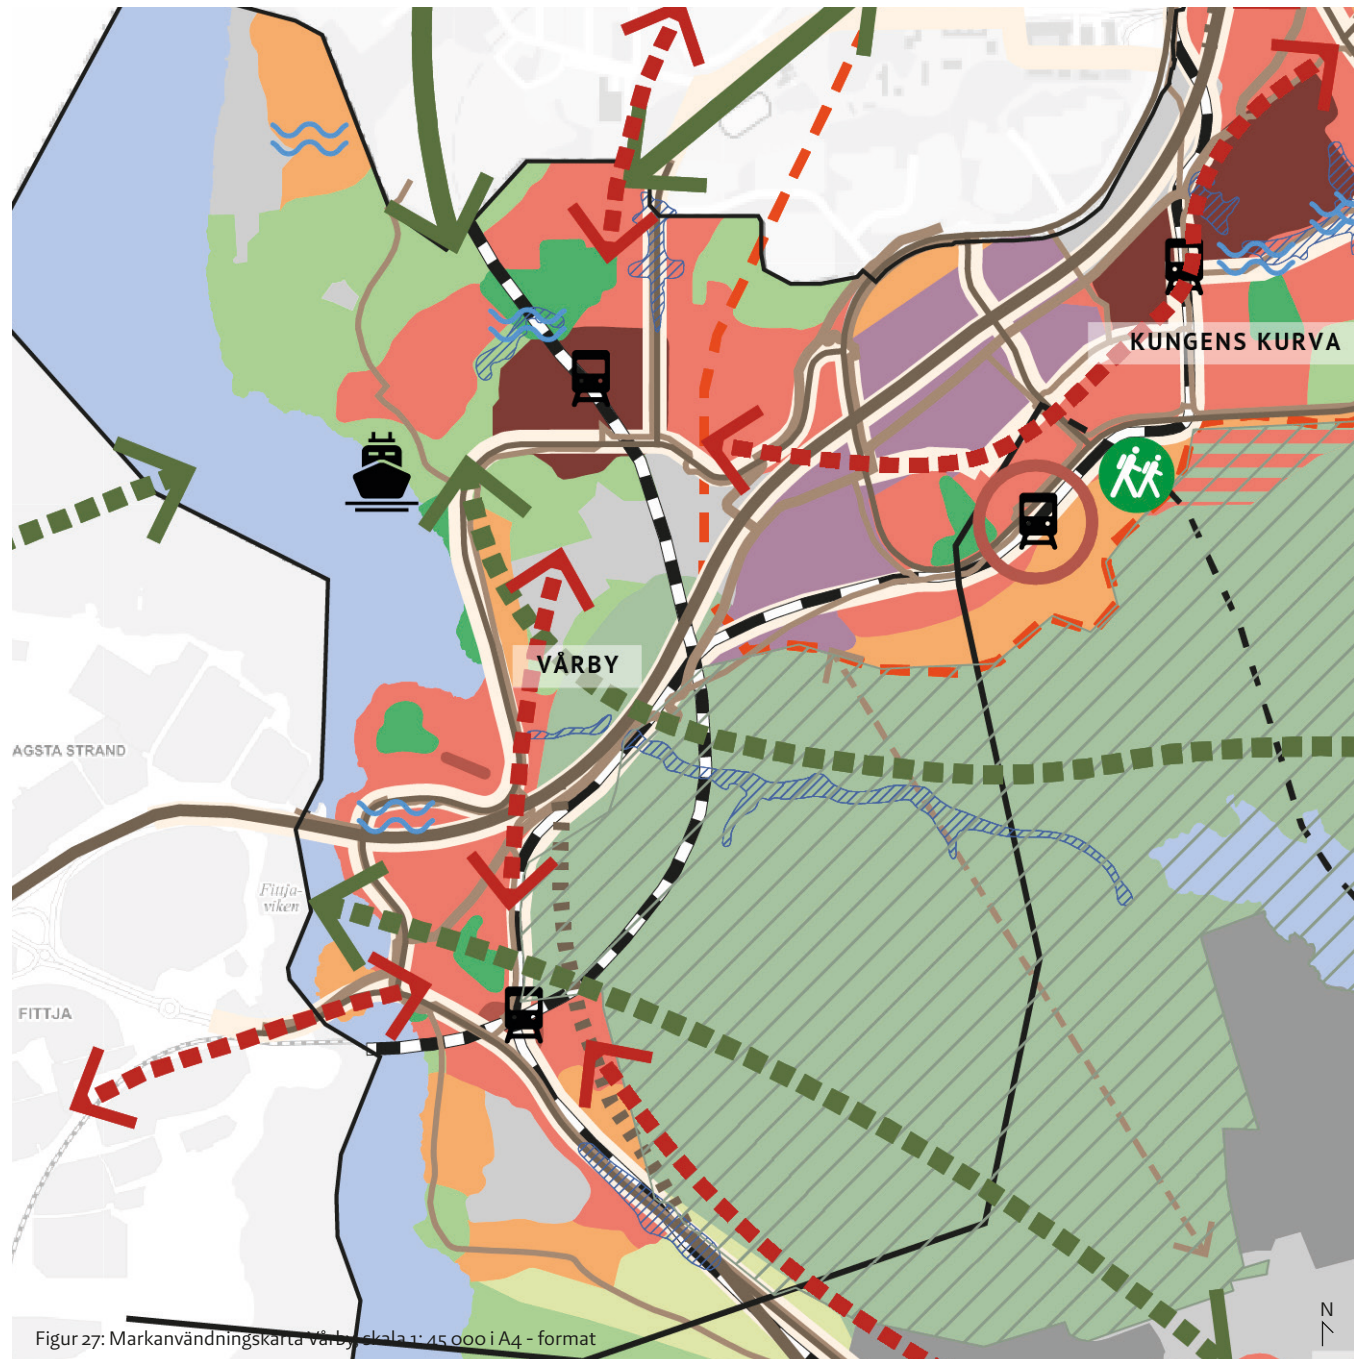 KUNGENS KURVA
VÅRBY
AGSTA STRAND
Fittja-
viken
FITTJA
N
Figur 27: Markanvändningskarta Vårby, skala 1: 45 000 i A4 - format